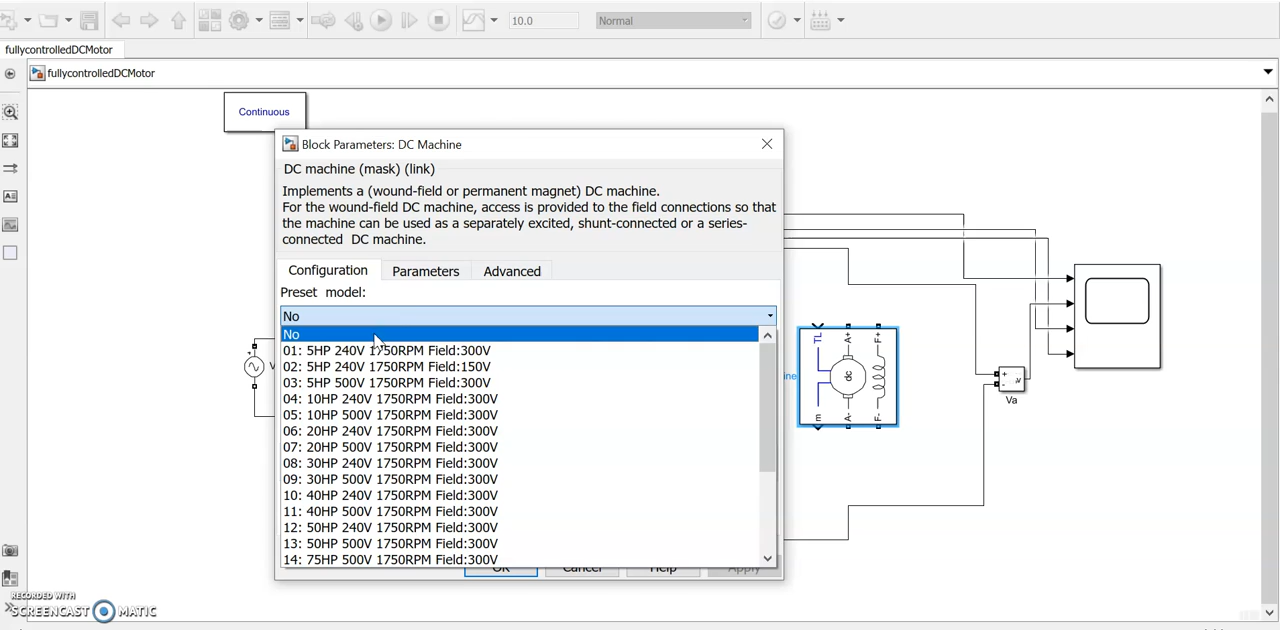 10.0
Normal
fullycontrolledDCMotor
fullycontrolledDCMotor
Continuous
Block Parameters: DC Machine
DC machine (mask) (link)
Implements a (wound-field or permanent magnet) DC machine.
For the wound-field DC machine, access is provided to the field connections so that
the machine can be used as a separately excited, shunt-connected or a series-
connected DC machine.
Configuration
Parameters
Advanced
Preset model:
No
No
01: 5HP 240V 1750RPM Field:300V
02: 5HP 240V 1750RPM Field:150V
03: 5HP 500V 1750RPM Field:300V
04: 10HP 240V 1750RPM Field:300V
05: 10HP 500V 1750RPM Field:300V
06: 20HP 240V 1750RPM Field:300V
07: 20HP 500V 1750RPM Field:300V
08: 30HP 240V 1750RPM Field:300V
09: 30HP 500V 1750RPM Field:300V
10: 40HP 240V 1750RPM Field:300V
11: 40HP 500V 1750RPM Field:300V
12: 50HP 240V 1750RPM Field:300V
13: 50HP 500V 1750RPM Field:300V
14: 75HP 500V 1750RPM Field:300V
OK
Cancel
Help
Apply
TL
A+
F+
dc
m
A-
F-
+
-
v
Va
RECORDED WITH
SCREENCAST MATIC